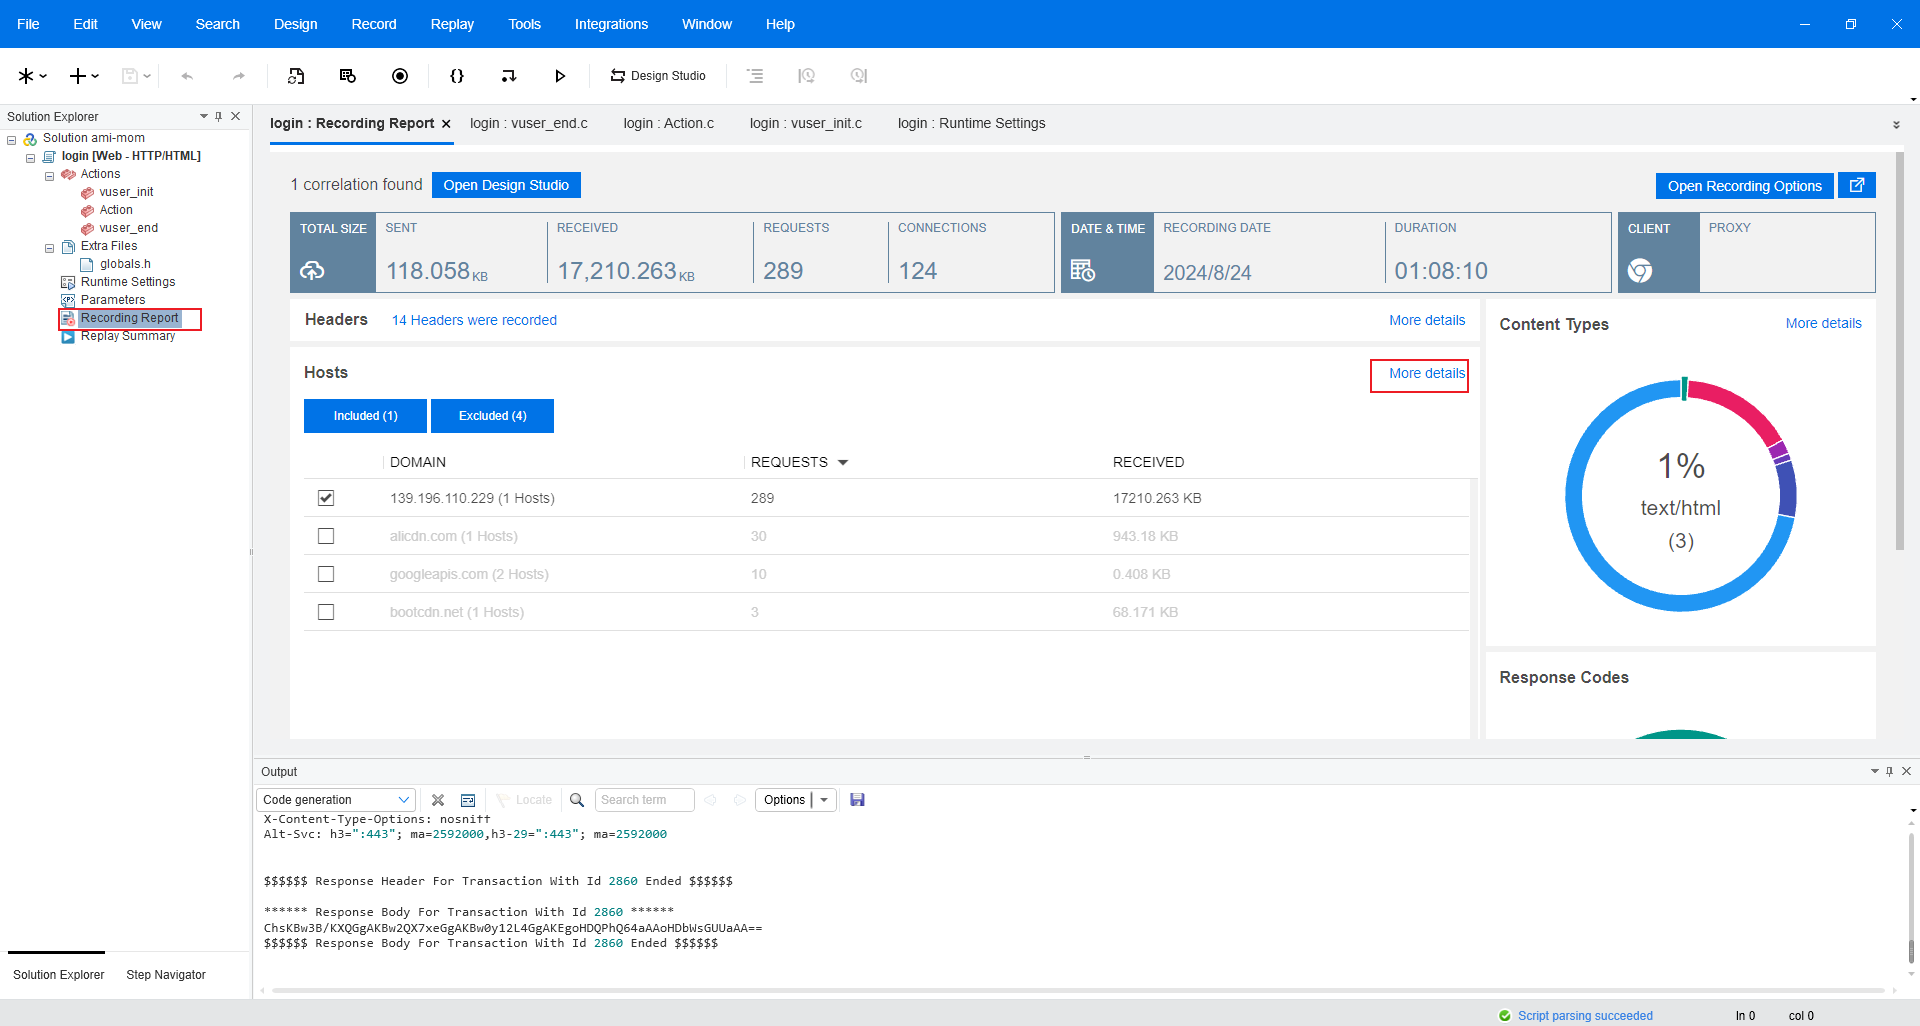 File Edit View Search Design Record Replay Tools Integrations Window Help
Design Studio
Solution Explorer
Solution ami-mom
login [Web - HTTP/HTML]
Actions
vuser_init
Action
vuser_end
Extra Files
globals.h
Runtime Settings
Parameters
Recording Report
Replay Summary
Solution Explorer Step Navigator
login : Recording Report login : vuser_end.c login : Action.c login : vuser_init.c login : Runtime Settings
1 correlation found Open Design Studio Open Recording Options
TOTAL SIZE SENT RECEIVED REQUESTS CONNECTIONS DATE & TIME RECORDING DATE DURATION CLIENT PROXY
118.058 KB 17,210.263 KB 289 124 2024/8/24 01:08:10
Headers 14 Headers were recorded More details
Hosts More details
Included (1) Excluded (4)
DOMAIN REQUESTS RECEIVED
139.196.110.229 (1 Hosts) 289 17210.263 KB
alicdn.com (1 Hosts) 30 943.18 KB
googleapis.com (2 Hosts) 10 0.408 KB
bootcdn.net (1 Hosts) 3 68.171 KB
Content Types More details
1%
text/html
(3)
Response Codes
Output
Code generation Locate Search term Options
X-Content-Type-Options: nosniff
Alt-Svc: h3=":443"; ma=2592000,h3-29=":443"; ma=2592000
$$$$$$ Response Header For Transaction With Id 2860 Ended $$$$$$
****** Response Body For Transaction With Id 2860 ******
ChsKBw3B/KXQGgAKBw2QX7xeGgAKBw0y12L4GgAKEgoHDQPhQ64aAAoHDbWsGUUaAA==
$$$$$$ Response Body For Transaction With Id 2860 Ended $$$$$$
Script parsing succeeded ln 0 col 0